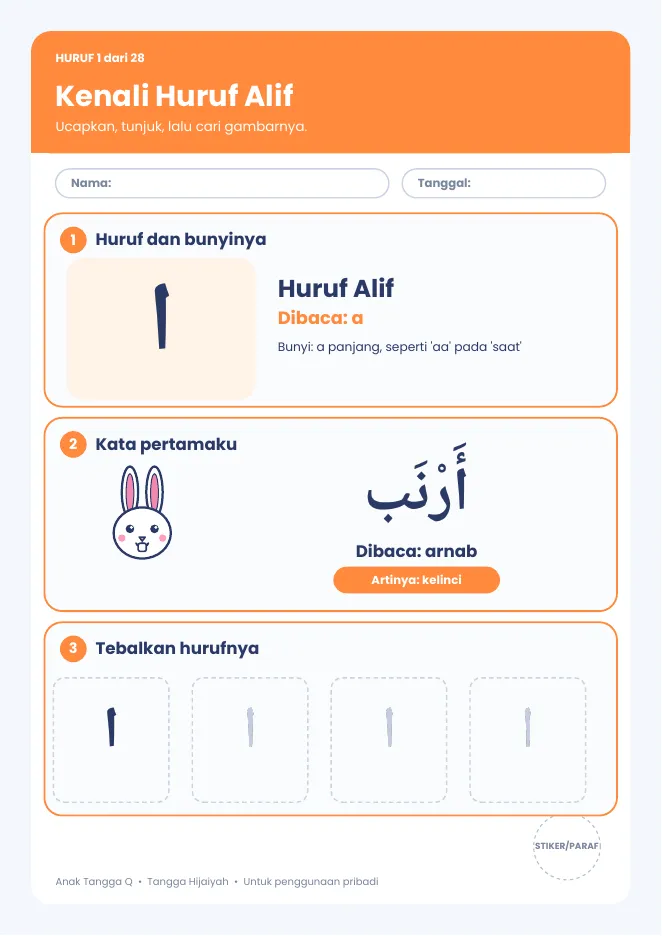 HURUF 1 dari 28
Kenali Huruf Alif
Ucapkan, tunjuk, lalu cari gambarnya.
Nama:
Tanggal:
1 Huruf dan bunyinya
ا
Huruf Alif
Dibaca: a
Bunyi: a panjang, seperti 'aa' pada 'saat'
2 Kata pertamaku
أَرْنَب
Dibaca: arnab
Artinya: kelinci
3 Tebalkan hurufnya
ا ا ا ا
STIKER/PARAF
Anak Tangga Q • Tangga Hijaiyah • Untuk penggunaan pribadi